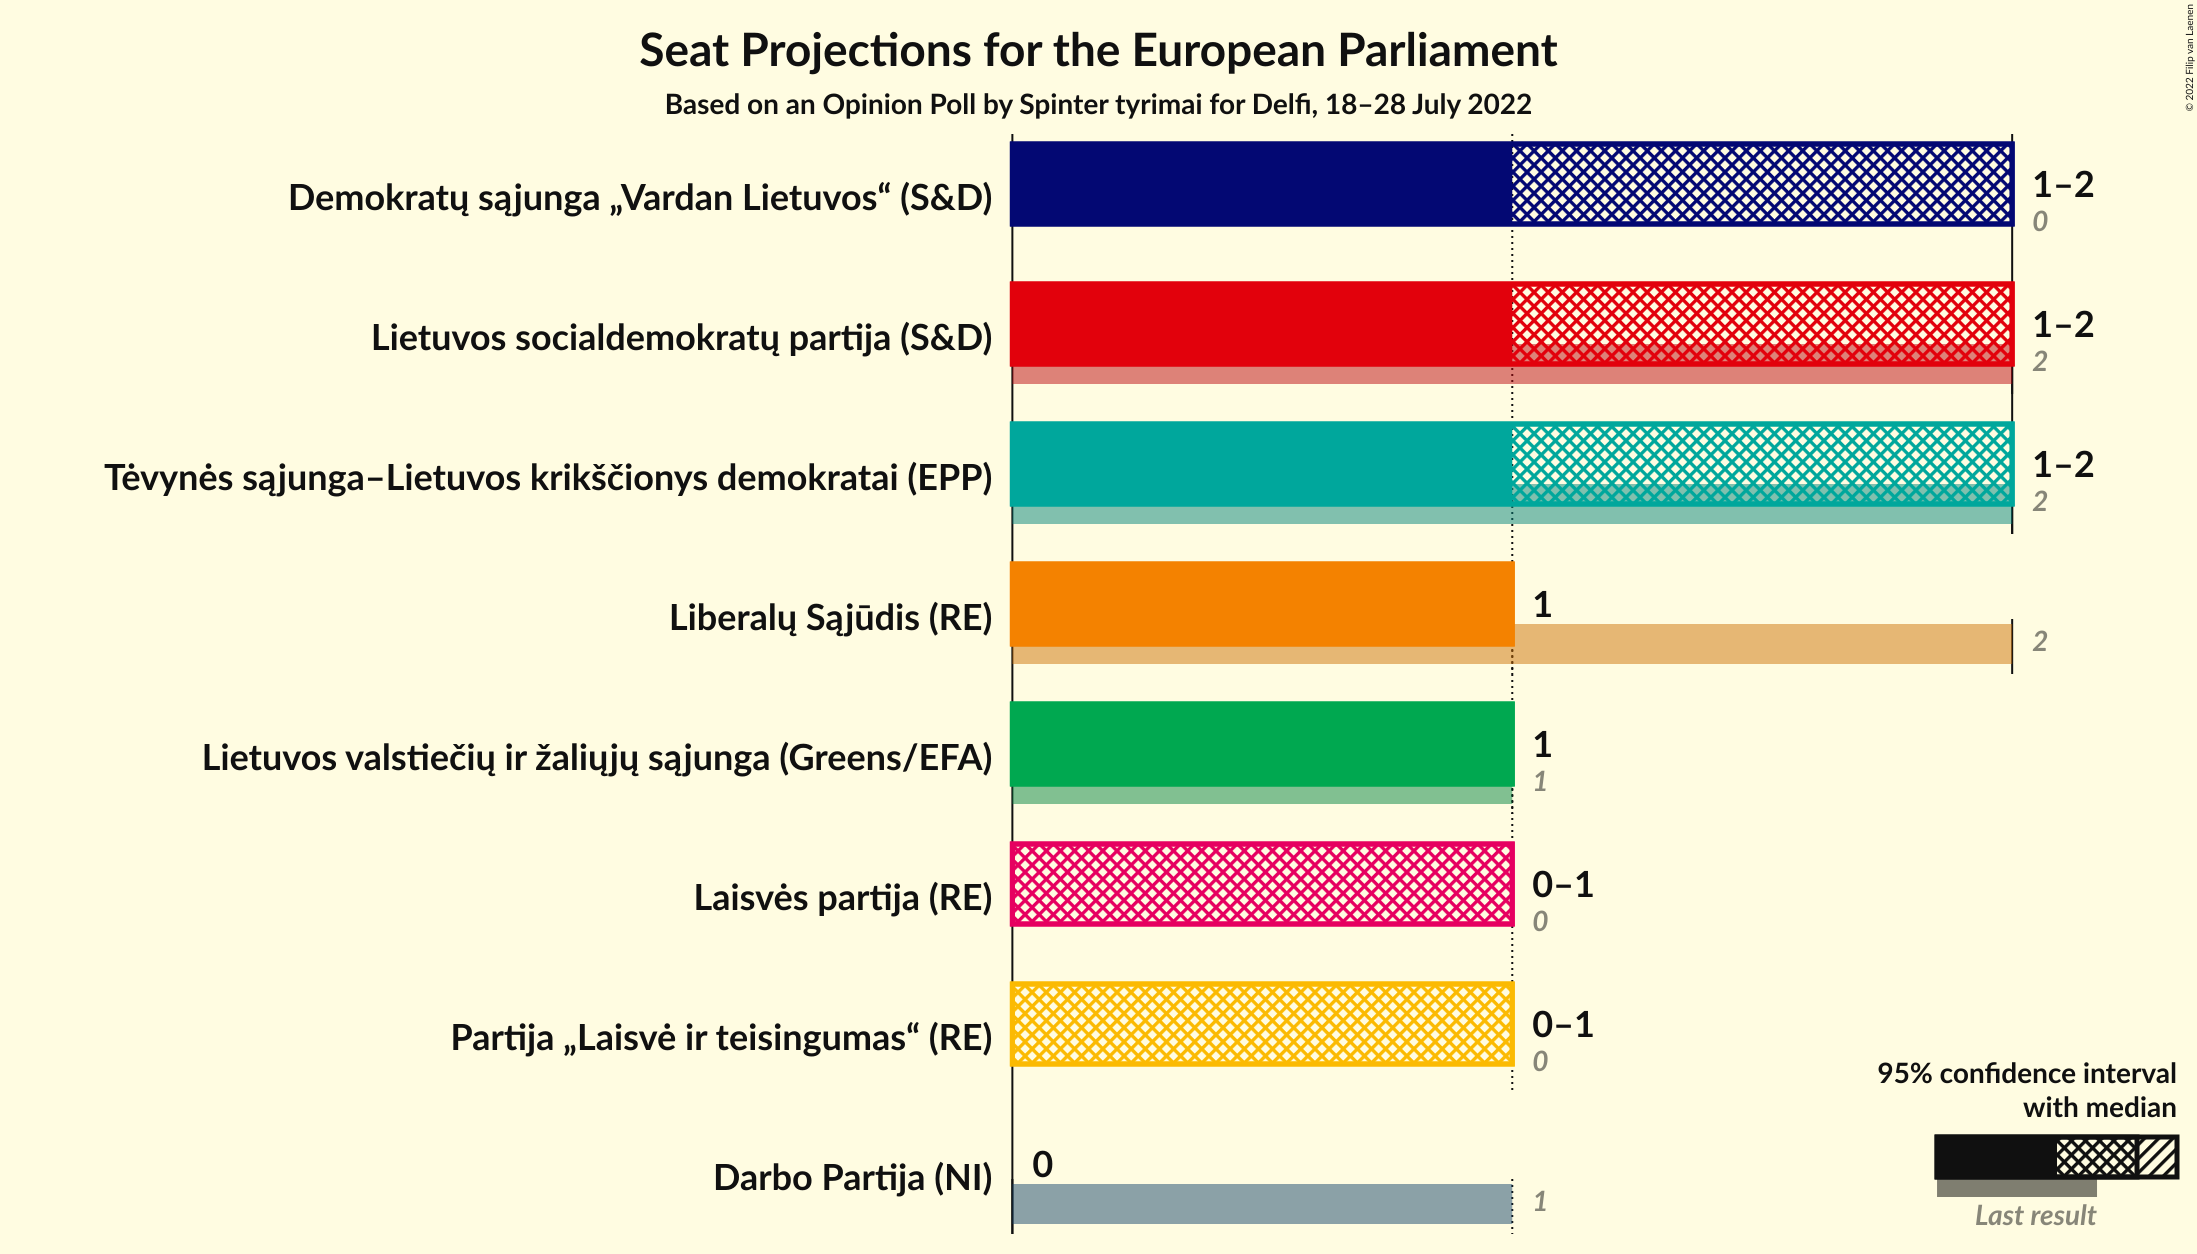 Seat Projections for the European Parliament
Based on an Opinion Poll by Spinter tyrimai for Delfi, 18–28 July 2022
© 2022 Filip van Laenen
Demokratų sąjunga „Vardan Lietuvos“ (S&D)
1–2
0
Lietuvos socialdemokratų partija (S&D)
1–2
2
Tėvynės sąjunga–Lietuvos krikščionys demokratai (EPP)
1–2
2
Liberalų Sąjūdis (RE)
1
2
Lietuvos valstiečių ir žaliųjų sąjunga (Greens/EFA)
1
1
Laisvės partija (RE)
0–1
0
Partija „Laisvė ir teisingumas“ (RE)
0–1
0
Darbo Partija (NI)
0
1
95% confidence interval
with median
Last result